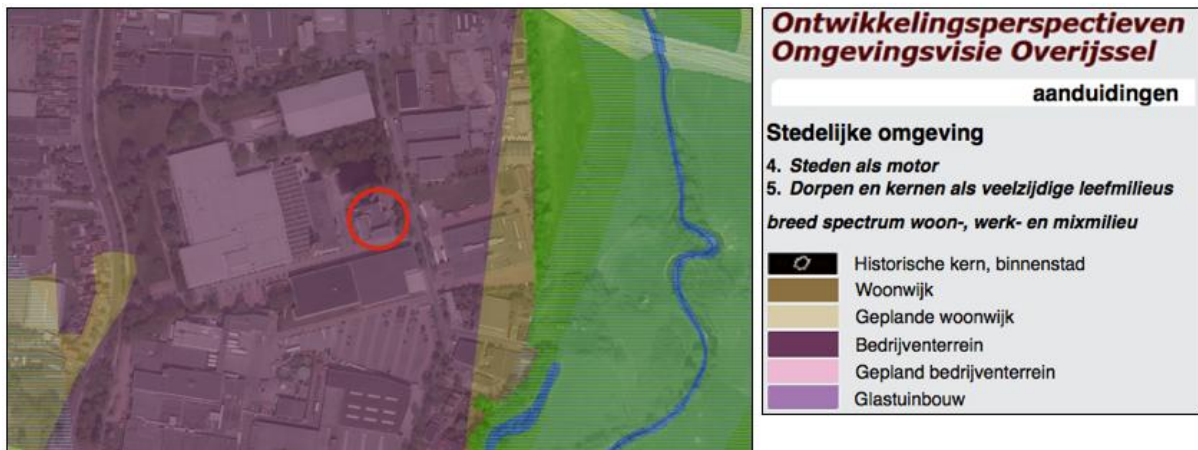 Ontwikkelingsperspectieven
Omgevingsvisie Overijssel
aanduidingen
Stedelijke omgeving
4. Steden als motor
5. Dorpen en kernen als veelzijdige leefmilieus
breed spectrum woon-, werk- en mixmilieu
Historische kern, binnenstad
Woonwijk
Geplande woonwijk
Bedrijventerrein
Gepland bedrijventerrein
Glastuinbouw